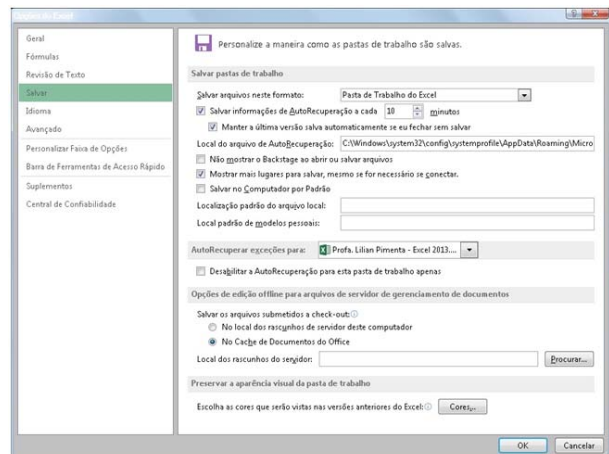 Opções do Excel
Geral
Fórmulas
Revisão de Texto
Salvar
Idioma
Avançado
Personalizar Faixa de Opções
Barra de Ferramentas de Acesso Rápido
Suplementos
Central de Confiabilidade
Personalize a maneira como as pastas de trabalho são salvas.
Salvar pastas de trabalho
Salvar arquivos neste formato: Pasta de Trabalho do Excel
Salvar informações de AutoRecuperação a cada 10 minutos
Manter a última versão salva automaticamente se eu fechar sem salvar
Local do arquivo de AutoRecuperação: C:\Windows\system32\config\systemprofile\AppData\Roaming\Micro
Não mostrar o Backstage ao abrir ou salvar arquivos
Mostrar mais lugares para salvar, mesmo se for necessário se conectar.
Salvar no Computador por Padrão
Localização padrão do arquivo local:
Local padrão de modelos pessoais:
AutoRecuperar exceções para: Profa. Lilian Pimenta - Excel 2013....
Desabilitar a AutoRecuperação para esta pasta de trabalho apenas
Opções de edição offline para arquivos de servidor de gerenciamento de documentos
Salvar os arquivos submetidos a check-out:
No local dos rascunhos de servidor deste computador
No Cache de Documentos do Office
Local dos rascunhos do servidor: Procurar...
Preservar a aparência visual da pasta de trabalho
Escolha as cores que serão vistas nas versões anteriores do Excel: Cores...
OK Cancelar